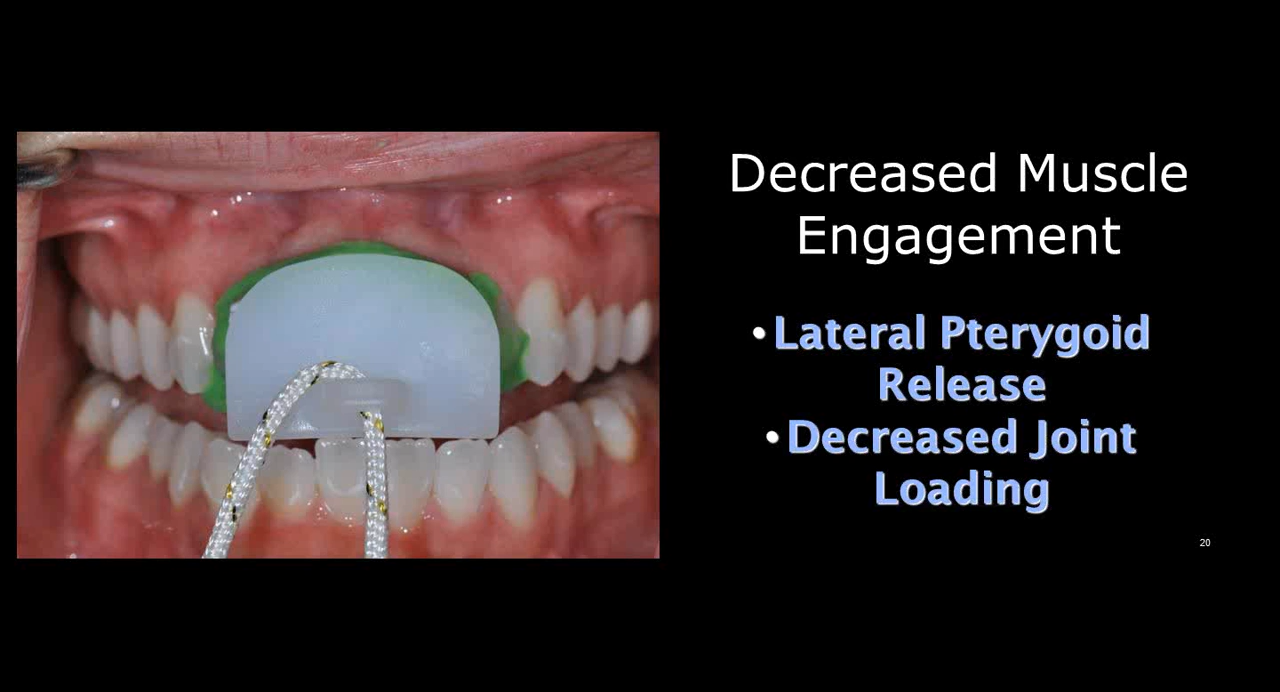 Decreased Muscle
Engagement
•Lateral Pterygoid
Release
•Decreased Joint
Loading
20